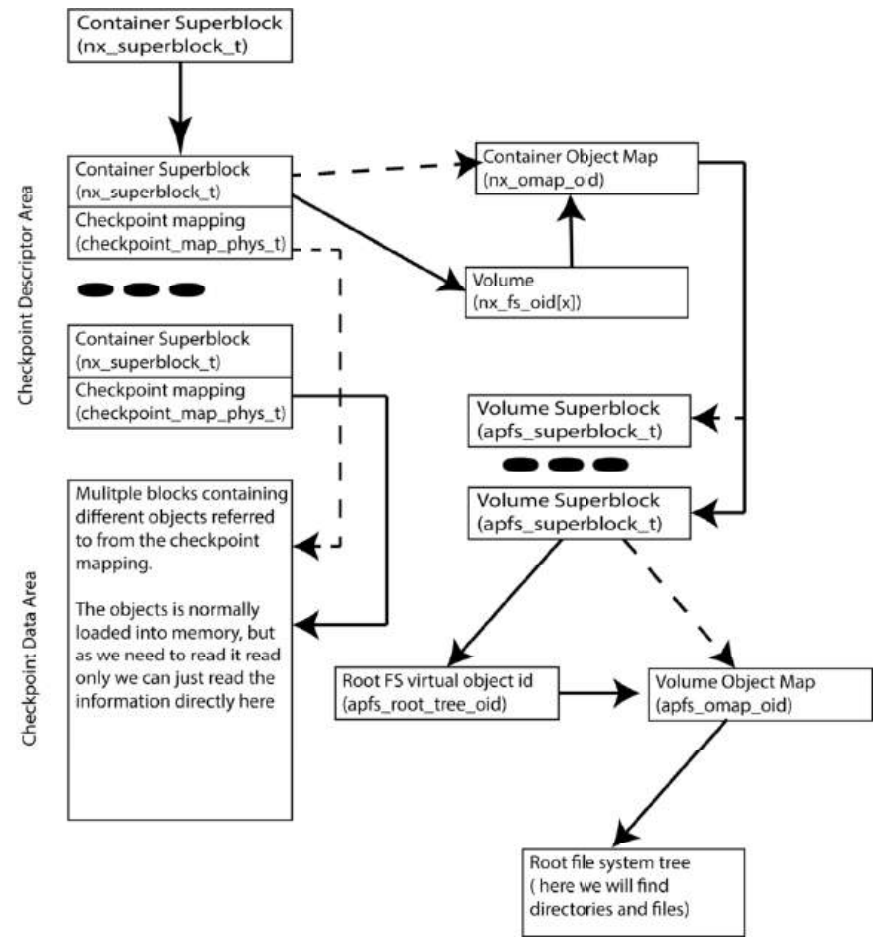 Container Superblock
(nx_superblock_t)
Checkpoint Descriptor Area
Container Superblock
(nx_superblock_t)
Checkpoint mapping
(checkpoint_map_phys_t)
Container Object Map
(nx_omap_oid)
Volume
(nx_fs_oid[x])
Container Superblock
(nx_superblock_t)
Checkpoint mapping
(checkpoint_map_phys_t)
Volume Superblock
(apfs_superblock_t)
Volume Superblock
(apfs_superblock_t)
Checkpoint Data Area
Mulitple blocks containing
different objects referred
to from the checkpoint
mapping.
The objects is normally
loaded into memory, but
as we need to read it read
only we can just read the
information directly here
Root FS virtual object id
(apfs_root_tree_oid)
Volume Object Map
(apfs_omap_oid)
Root file system tree
( here we will find
directories and files)